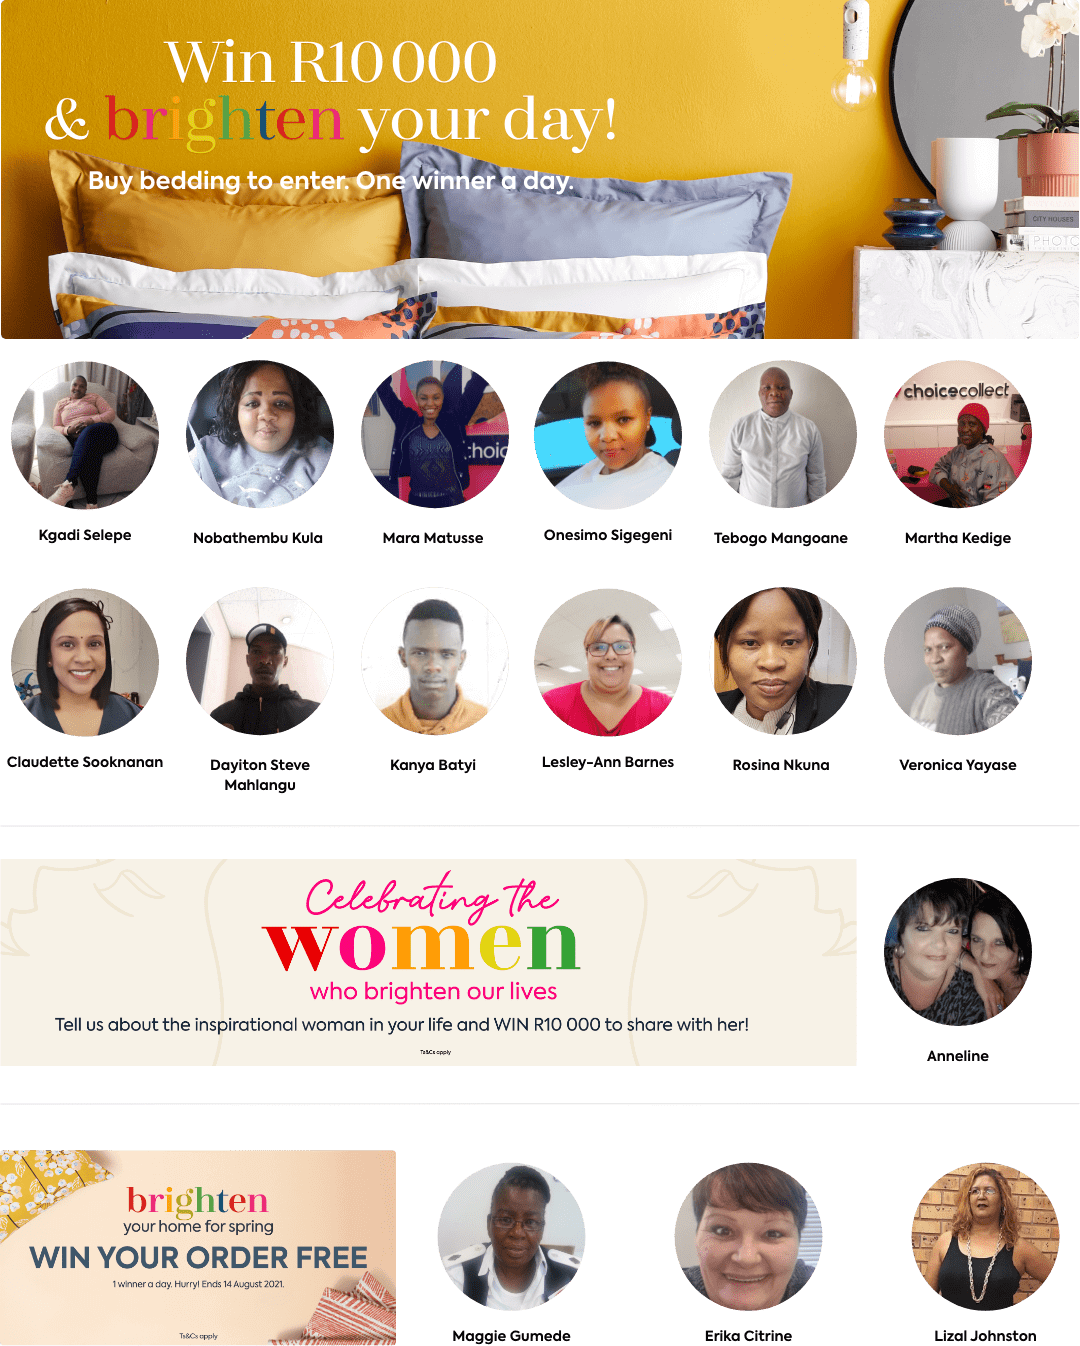 Win R10 000
& brighten your day!
Buy bedding to enter. One winner a day.
CITY HOUSES
PHOTO
choicecollect
:hoic
Kgadi Selepe
Nobathembu Kula
Mara Matusse
Onesimo Sigegeni
Tebogo Mangoane
Martha Kedige
Claudette Sooknanan
Dayiton Steve
Mahlangu
Kanya Batyi
Lesley-Ann Barnes
Rosina Nkuna
Veronica Yayase
Celebrating the
women
who brighten our lives
Tell us about the inspirational woman in your life and WIN R10 000 to share with her!
Ts&Cs apply
Anneline
brighten
your home for spring
WIN YOUR ORDER FREE
1 winner a day. Hurry! Ends 14 August 2021.
Ts&Cs apply
Maggie Gumede
Erika Citrine
Lizal Johnston